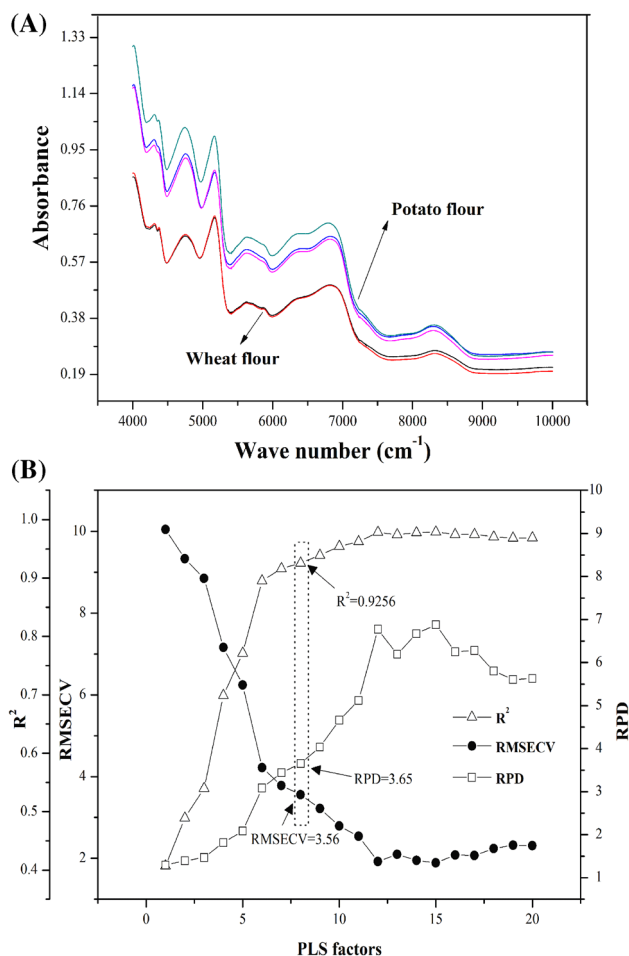 (A)
1.33
1.14
0.95
0.76
0.57
0.38
0.19
Absorbance
Potato flour
Wheat flour
4000 5000 6000 7000 8000 9000 10000
Wave number (cm⁻¹)
(B)
1.0
0.9
0.8
0.7
0.6
0.5
0.4
R²
10
8
6
4
2
RMSECV
10
9
8
7
6
5
4
3
2
1
RPD
R²=0.9256
RPD=3.65
RMSECV=3.56
R²
RMSECV
RPD
0 5 10 15 20
PLS factors